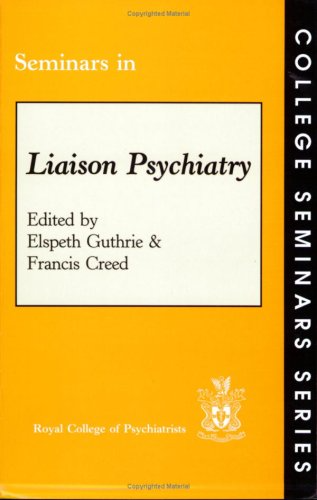 Seminars in
Liaison Psychiatry
Edited by
Elspeth Guthrie &
Francis Creed
Royal College of Psychiatrists
COLLEGE SEMINARS SERIES